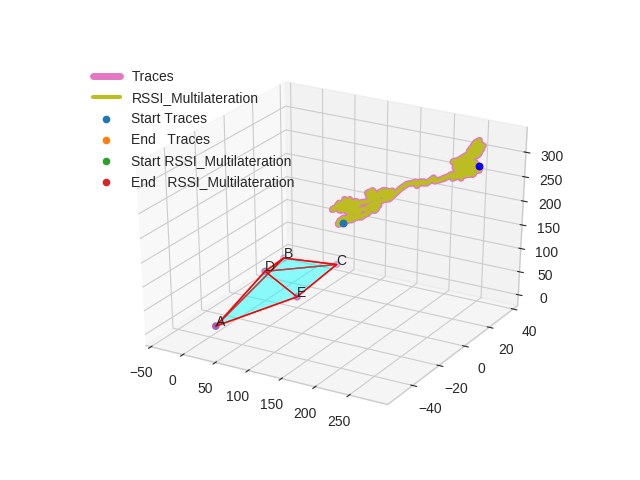 Traces
RSSI_Multilateration
Start Traces
End Traces
Start RSSI_Multilateration
End RSSI_Multilateration
B
D
C
E
A
300
250
200
150
100
50
0
−50
0
50
100
150
200
250
−40
−20
0
20
40